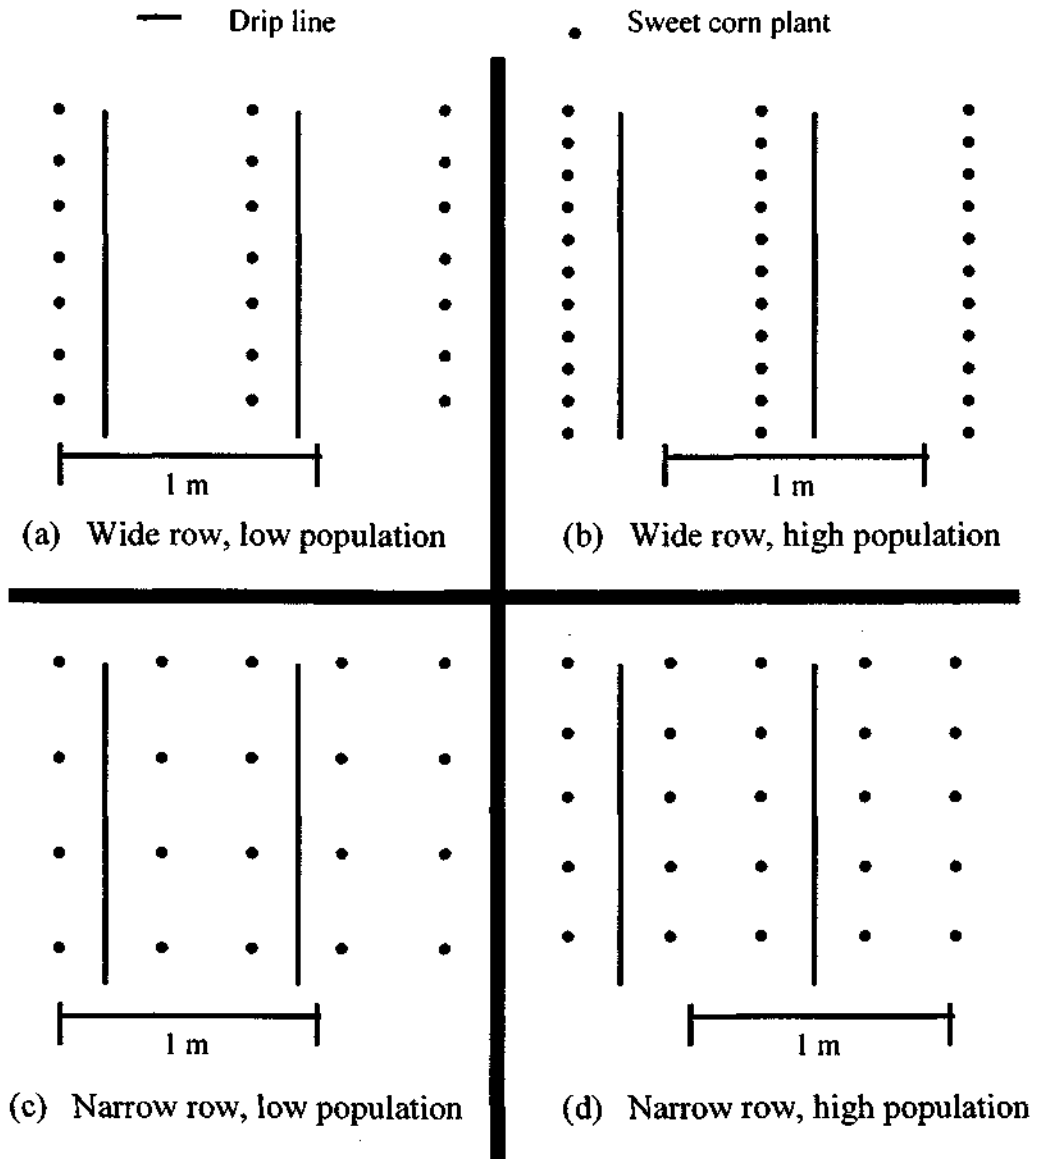 Drip line
Sweet corn plant
1 m
1 m
(a) Wide row, low population
(b) Wide row, high population
1 m
1 m
(c) Narrow row, low population
(d) Narrow row, high population